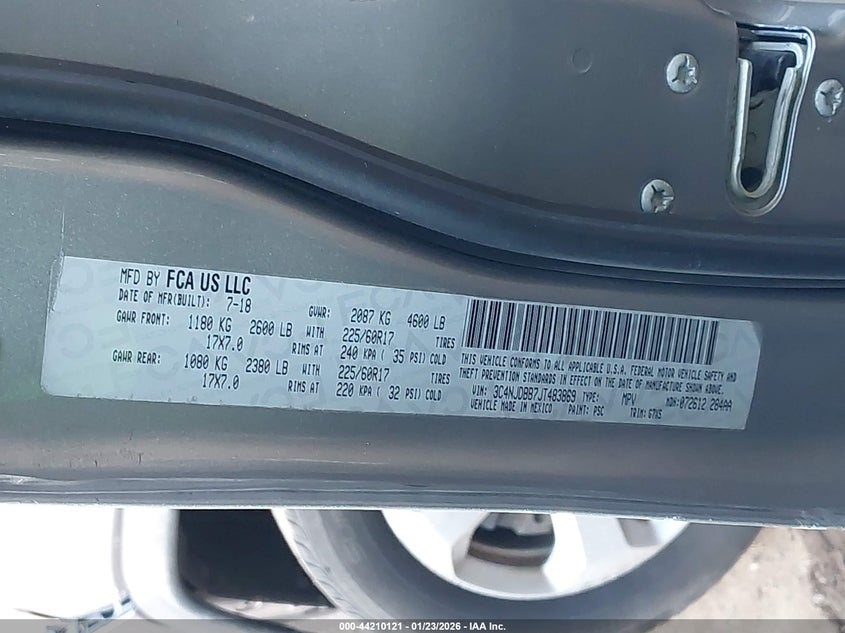 MFD BY FCA US LLC
DATE OF MFR(BUILT): 7-18 GVWR: 2087 KG 4600 LB
GAWR FRONT: 1180 KG 2600 LB WITH 225/60R17 TIRES
17X7.0 RIMS AT 240 KPA ( 35 PSI) COLD
GAWR REAR: 1080 KG 2380 LB WITH 225/60R17 TIRES
17X7.0 RIMS AT 220 KPA ( 32 PSI) COLD
THIS VEHICLE CONFORMS TO ALL APPLICABLE U.S.A. FEDERAL MOTOR VEHICLE SAFETY AND
THEFT PREVENTION STANDARDS IN EFFECT ON THE DATE OF MANUFACTURE SHOWN ABOVE.
VIN: 3C4NJDBB7JT483869 TYPE: MPV MDH: 072612 284AA
VEHICLE MADE IN MEXICO PAINT: PSC TRIM: G7XS
000-44210121 - 01/23/2026 - IAA Inc.